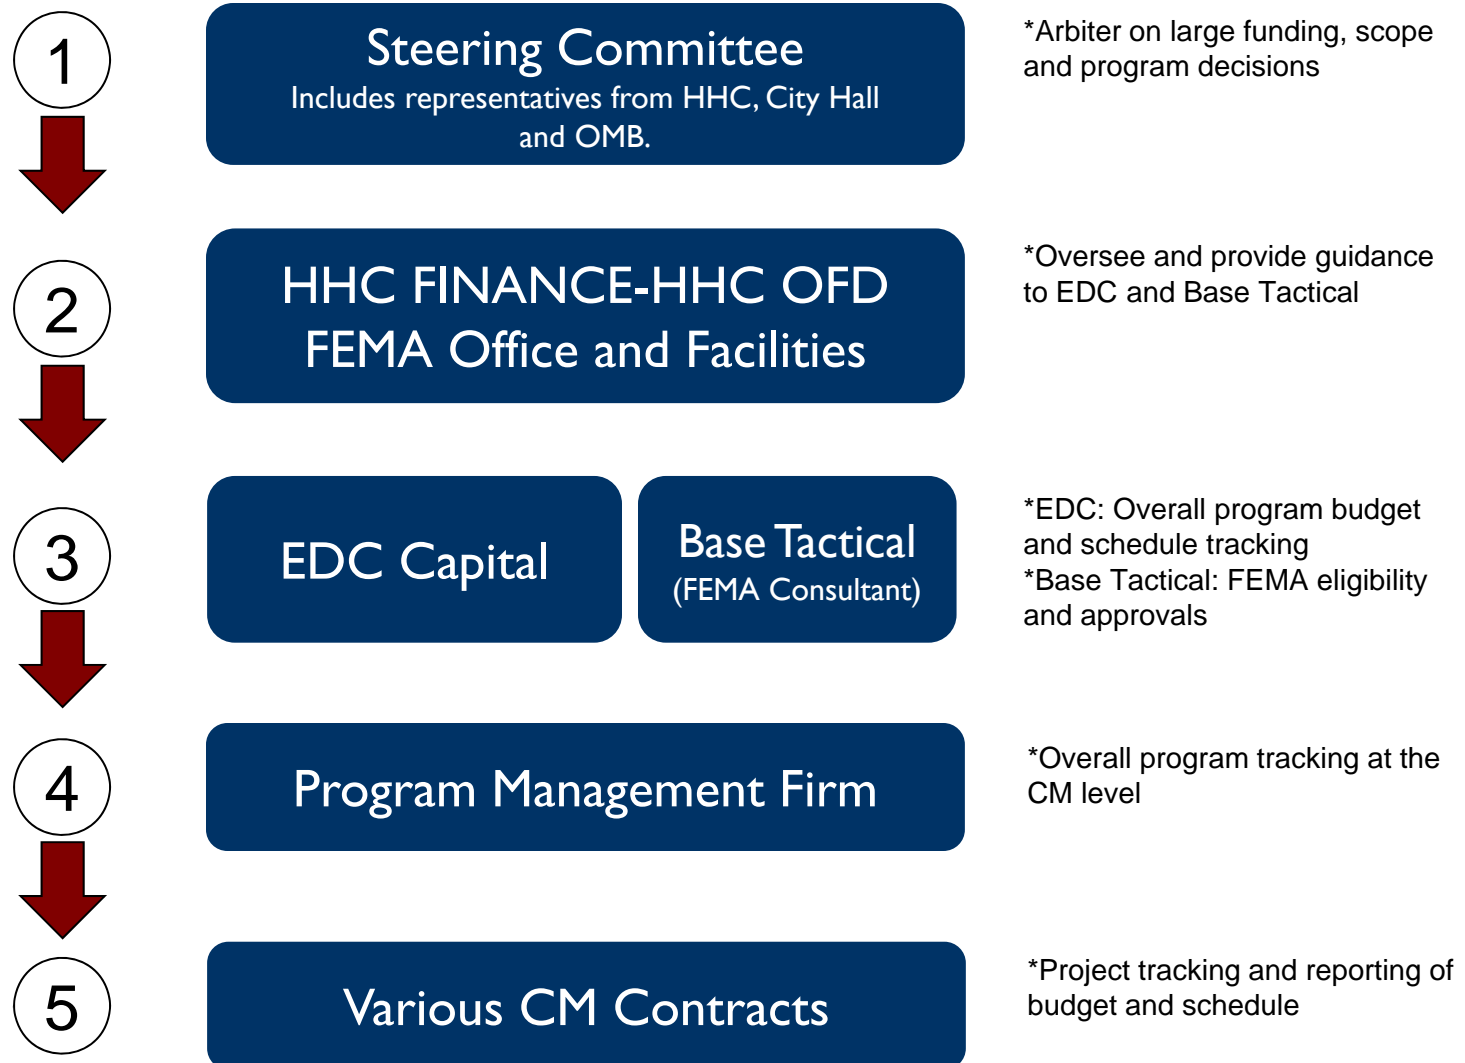 1
Steering Committee
Includes representatives from HHC, City Hall
and OMB.
*Arbiter on large funding, scope
and program decisions
2
HHC FINANCE-HHC OFD
FEMA Office and Facilities
*Oversee and provide guidance
to EDC and Base Tactical
3
EDC Capital
Base Tactical
(FEMA Consultant)
*EDC: Overall program budget
and schedule tracking
*Base Tactical: FEMA eligibility
and approvals
4
Program Management Firm
*Overall program tracking at the
CM level
5
Various CM Contracts
*Project tracking and reporting of
budget and schedule